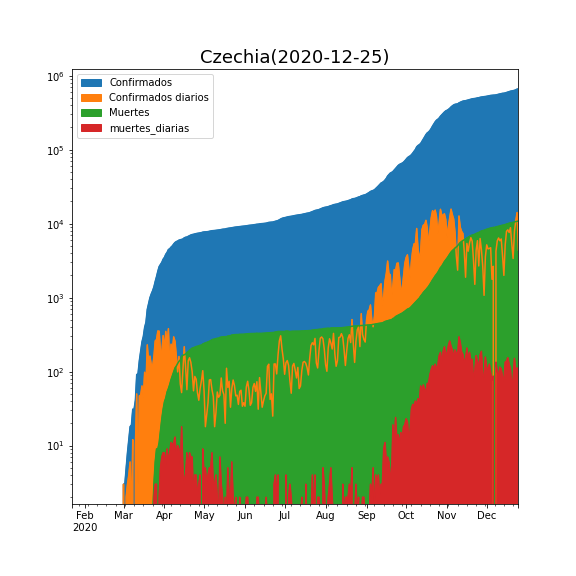 Czechia(2020-12-25)
Confirmados
Confirmados diarios
Muertes
muertes_diarias
10^6
10^5
10^4
10^3
10^2
10^1
Feb Mar Apr May Jun Jul Aug Sep Oct Nov Dec
2020